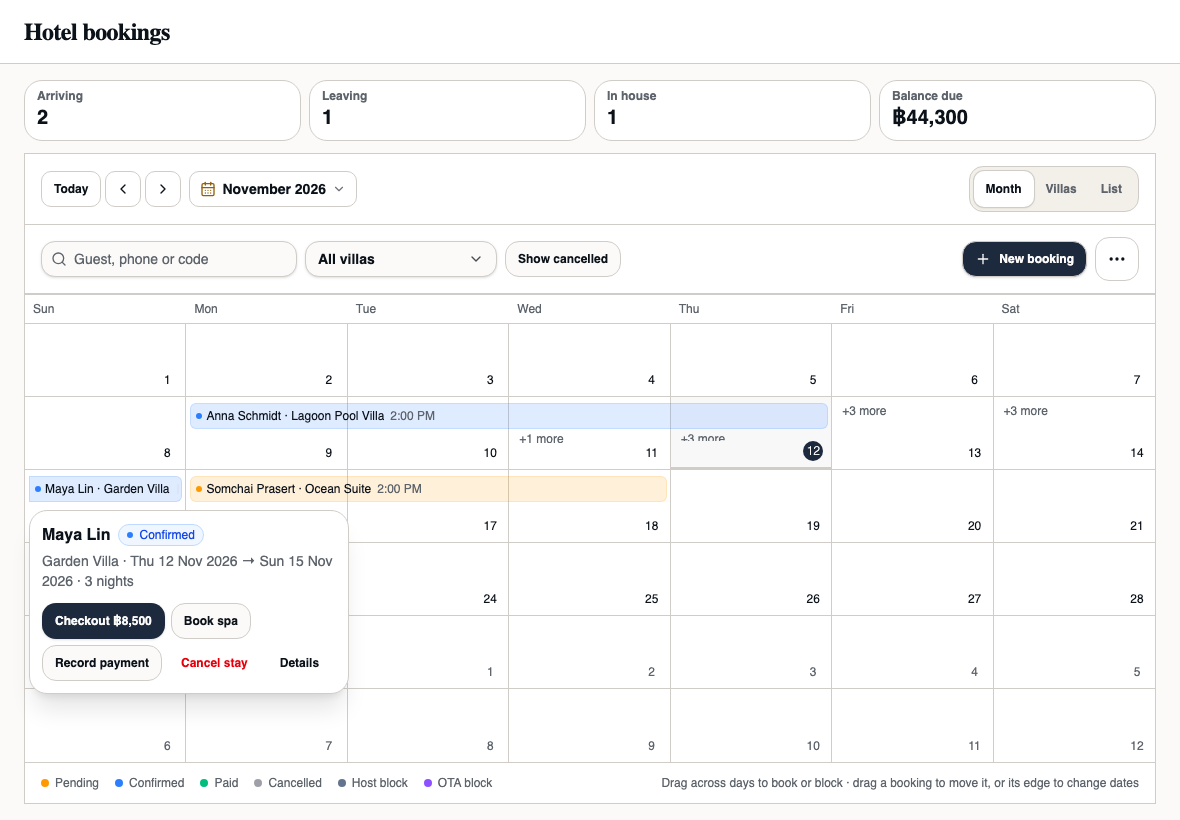 Hotel bookings
Arriving
2
Leaving
1
In house
1
Balance due
฿44,300
Today
November 2026
Month
Villas
List
Guest, phone or code
All villas
Show cancelled
New booking
Sun Mon Tue Wed Thu Fri Sat
1 2 3 4 5 6 7
Anna Schmidt · Lagoon Pool Villa 2:00 PM
+3 more
+3 more
+1 more
+3 more
8 9 10 11 12 13 14
Maya Lin · Garden Villa
Somchai Prasert · Ocean Suite 2:00 PM
17 18 19 20 21
Maya Lin
Confirmed
Garden Villa · Thu 12 Nov 2026 → Sun 15 Nov
2026 · 3 nights
Checkout ฿8,500
Book spa
Record payment
Cancel stay
Details
24 25 26 27 28
1 2 3 4 5
6 7 8 9 10 11 12
Pending
Confirmed
Paid
Cancelled
Host block
OTA block
Drag across days to book or block · drag a booking to move it, or its edge to change dates